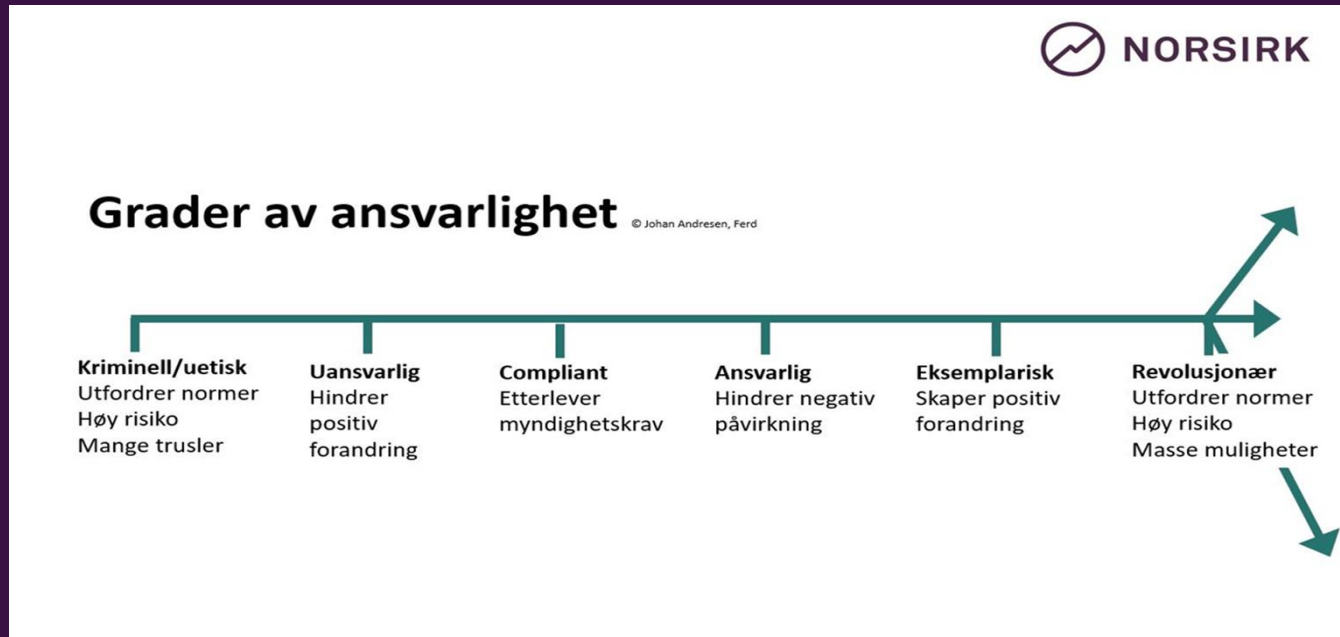 NORSIRK
Grader av ansvarlighet © Johan Andresen, Ferd
Kriminell/uetisk
Utfordrer normer
Høy risiko
Mange trusler
Uansvarlig
Hindrer
positiv
forandring
Compliant
Etterlever
myndighetskrav
Ansvarlig
Hindrer negativ
påvirkning
Eksemplarisk
Skaper positiv
forandring
Revolusjonær
Utfordrer normer
Høy risiko
Masse muligheter